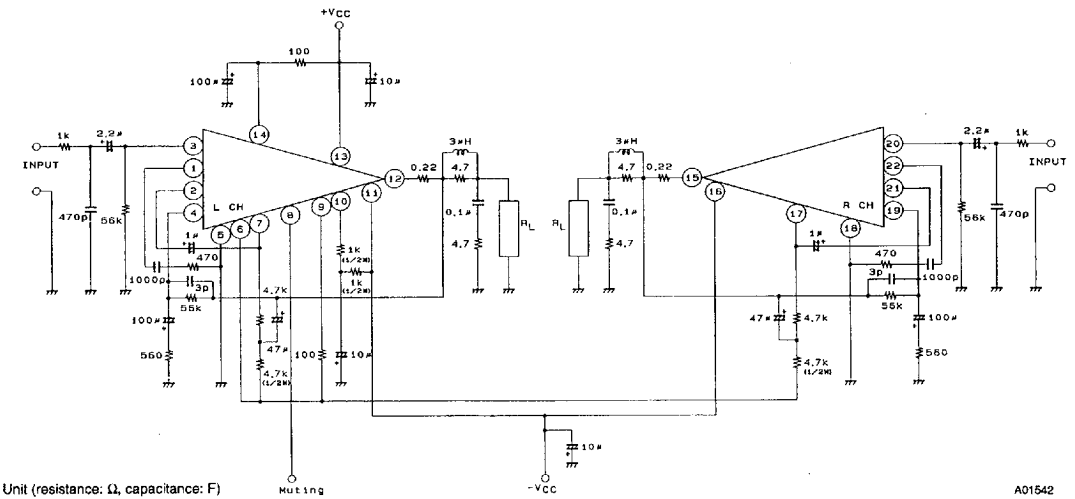 +VCC
100
100μ
10μ
14
13
1k
2.2μ
3
INPUT
1
2
4
470p
56k
L CH
5
6
7
8
9
10
11
12
0.22
3μH
4.7
0.1μ
4.7
RL
1μ
470
1000p
3p
56k
100μ
560
4.7k
47μ
4.7k
(1/2W)
100
1k
(1/2W)
1k
(1/2W)
10μ
Muting
-VCC
10μ
RL
3μH
4.7
0.22
0.1μ
4.7
15
16
17
18
R CH
20
22
21
19
2.2μ
1k
INPUT
56k
470p
1μ
470
3p
1000p
56k
47μ
4.7k
4.7k
(1/2W)
100μ
560
Unit (resistance: Ω, capacitance: F)
A01542